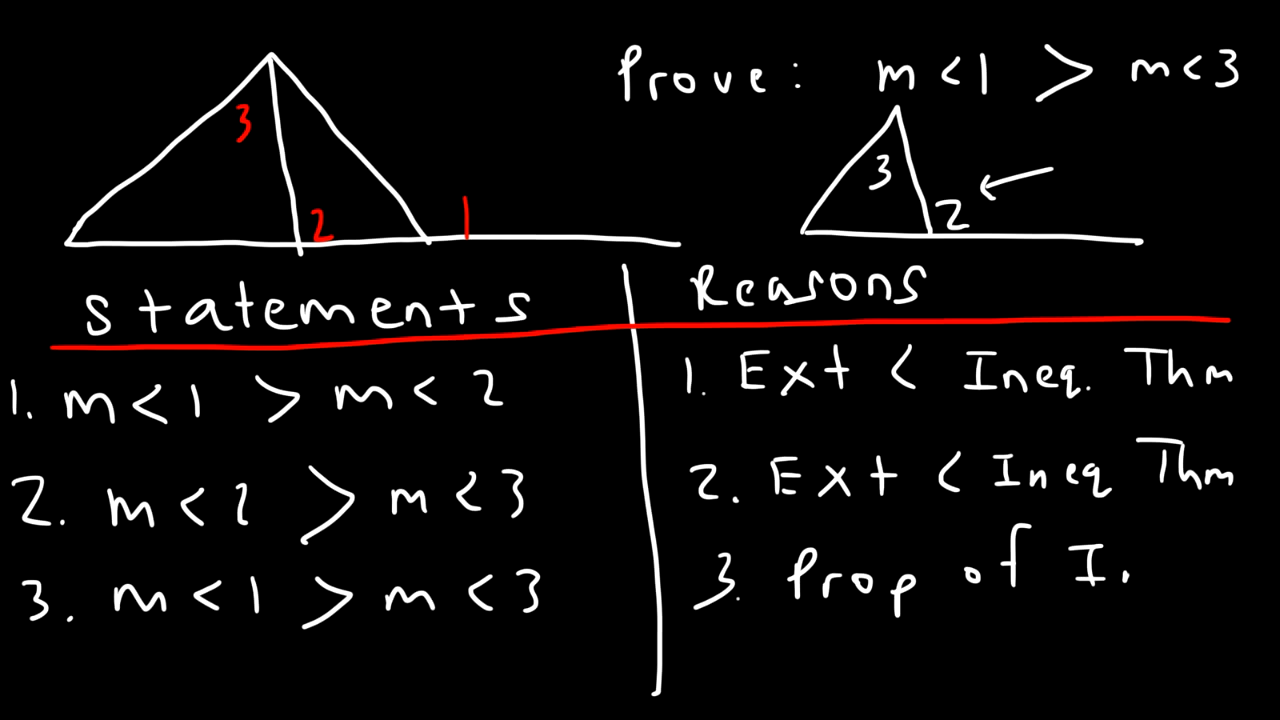 Prove: m<1 > m<3
3
3
2
1
2
Statements
Reasons
1. m<1 > m<2
1. Ext < Ineq. Thm
2. m<2 > m<3
2. Ext < Ineq Thm
3. m<1 > m<3
3. Prop of I.